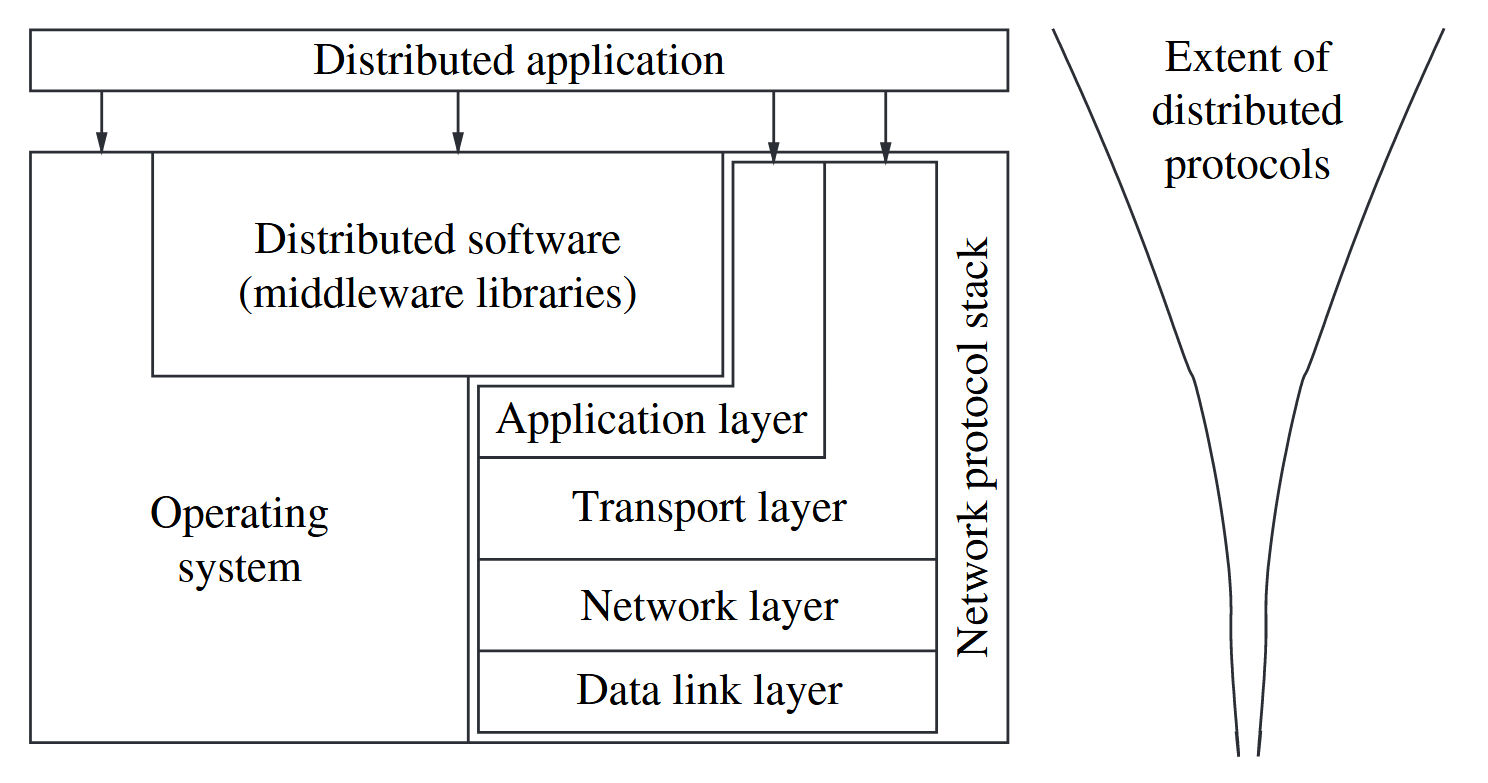 Distributed application
Extent of
distributed
protocols
Distributed software
(middleware libraries)
Network protocol stack
Application layer
Operating
system
Transport layer
Network layer
Data link layer